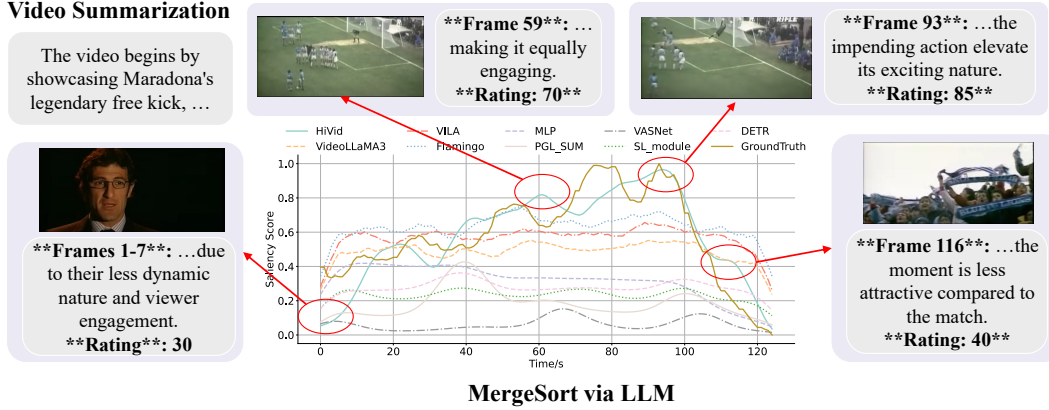 Video Summarization
The video begins by
showcasing Maradona's
legendary free kick, …
**Frame 59**: …
making it equally
engaging.
**Rating: 70**
RIFLE
**Frame 93**: …the
impending action elevate
its exciting nature.
**Rating: 85**
**Frames 1-7**: …due
to their less dynamic
nature and viewer
engagement.
**Rating**: 30
HiVid VILA MLP VASNet DETR
VideoLLaMA3 Flamingo PGL_SUM SL_module GroundTruth
Saliency Score
1.0
0.8
0.6
0.4
0.2
0.0
0 20 40 60 80 100 120
Time/s
**Frame 116**: …the
moment is less
attractive compared to
the match.
**Rating: 40**
MergeSort via LLM